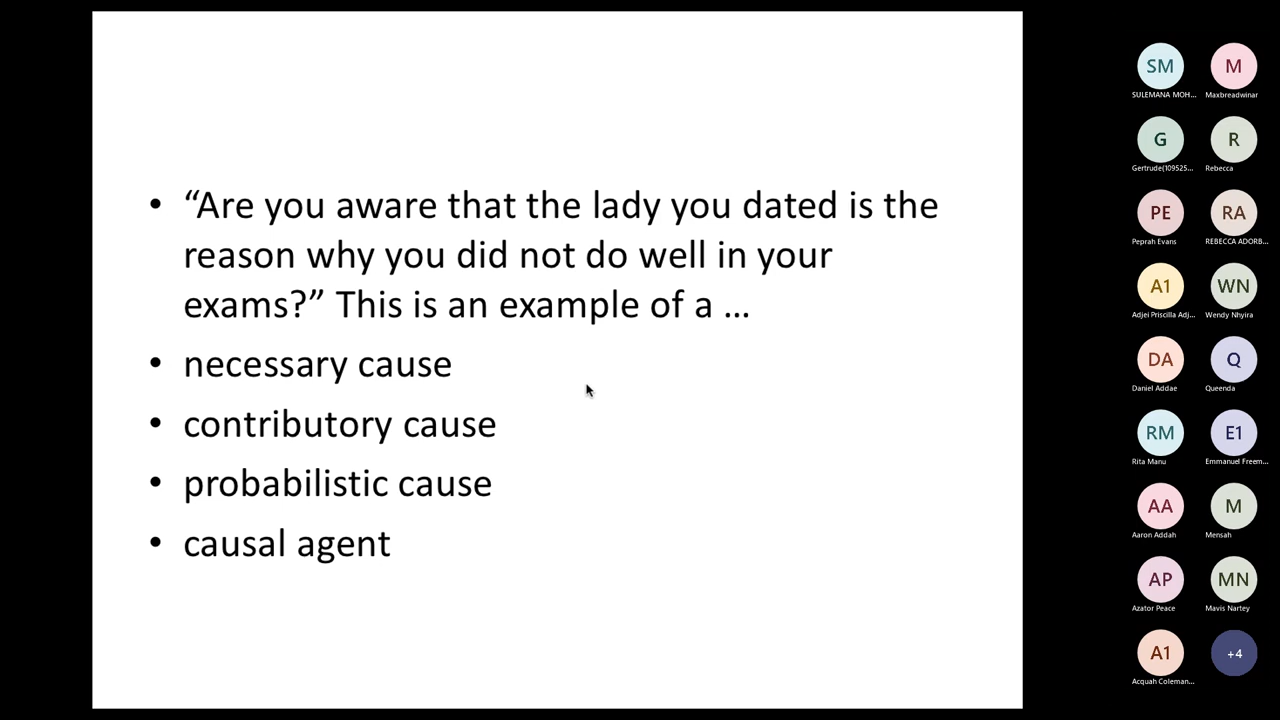 • “Are you aware that the lady you dated is the
reason why you did not do well in your
exams?” This is an example of a ...
• necessary cause
• contributory cause
• probabilistic cause
• causal agent
SM M
SULEMANA MOH... Maxbreadwinar
G R
Gertrude(109525... Rebecca
PE RA
Peprah Evans REBECCA ADORB...
A1 WN
Adjei Priscilla Adj... Wendy Nhyira
DA Q
Daniel Addae Queenda
RM E1
Rita Manu Emmanuel Freem...
AA M
Aaron Addah Mensah
AP MN
Azator Peace Mavis Nartey
A1 +4
Acquah Coleman...